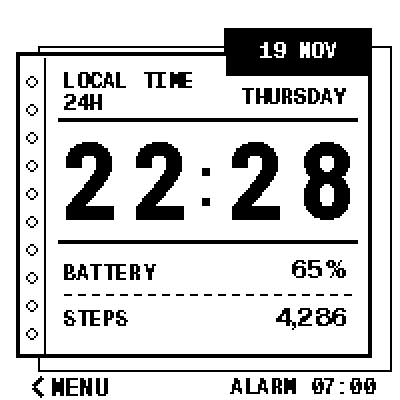 19 NOV
LOCAL TIME
24H
THURSDAY
22:28
BATTERY 65%
STEPS 4,286
MENU ALARM 07:00